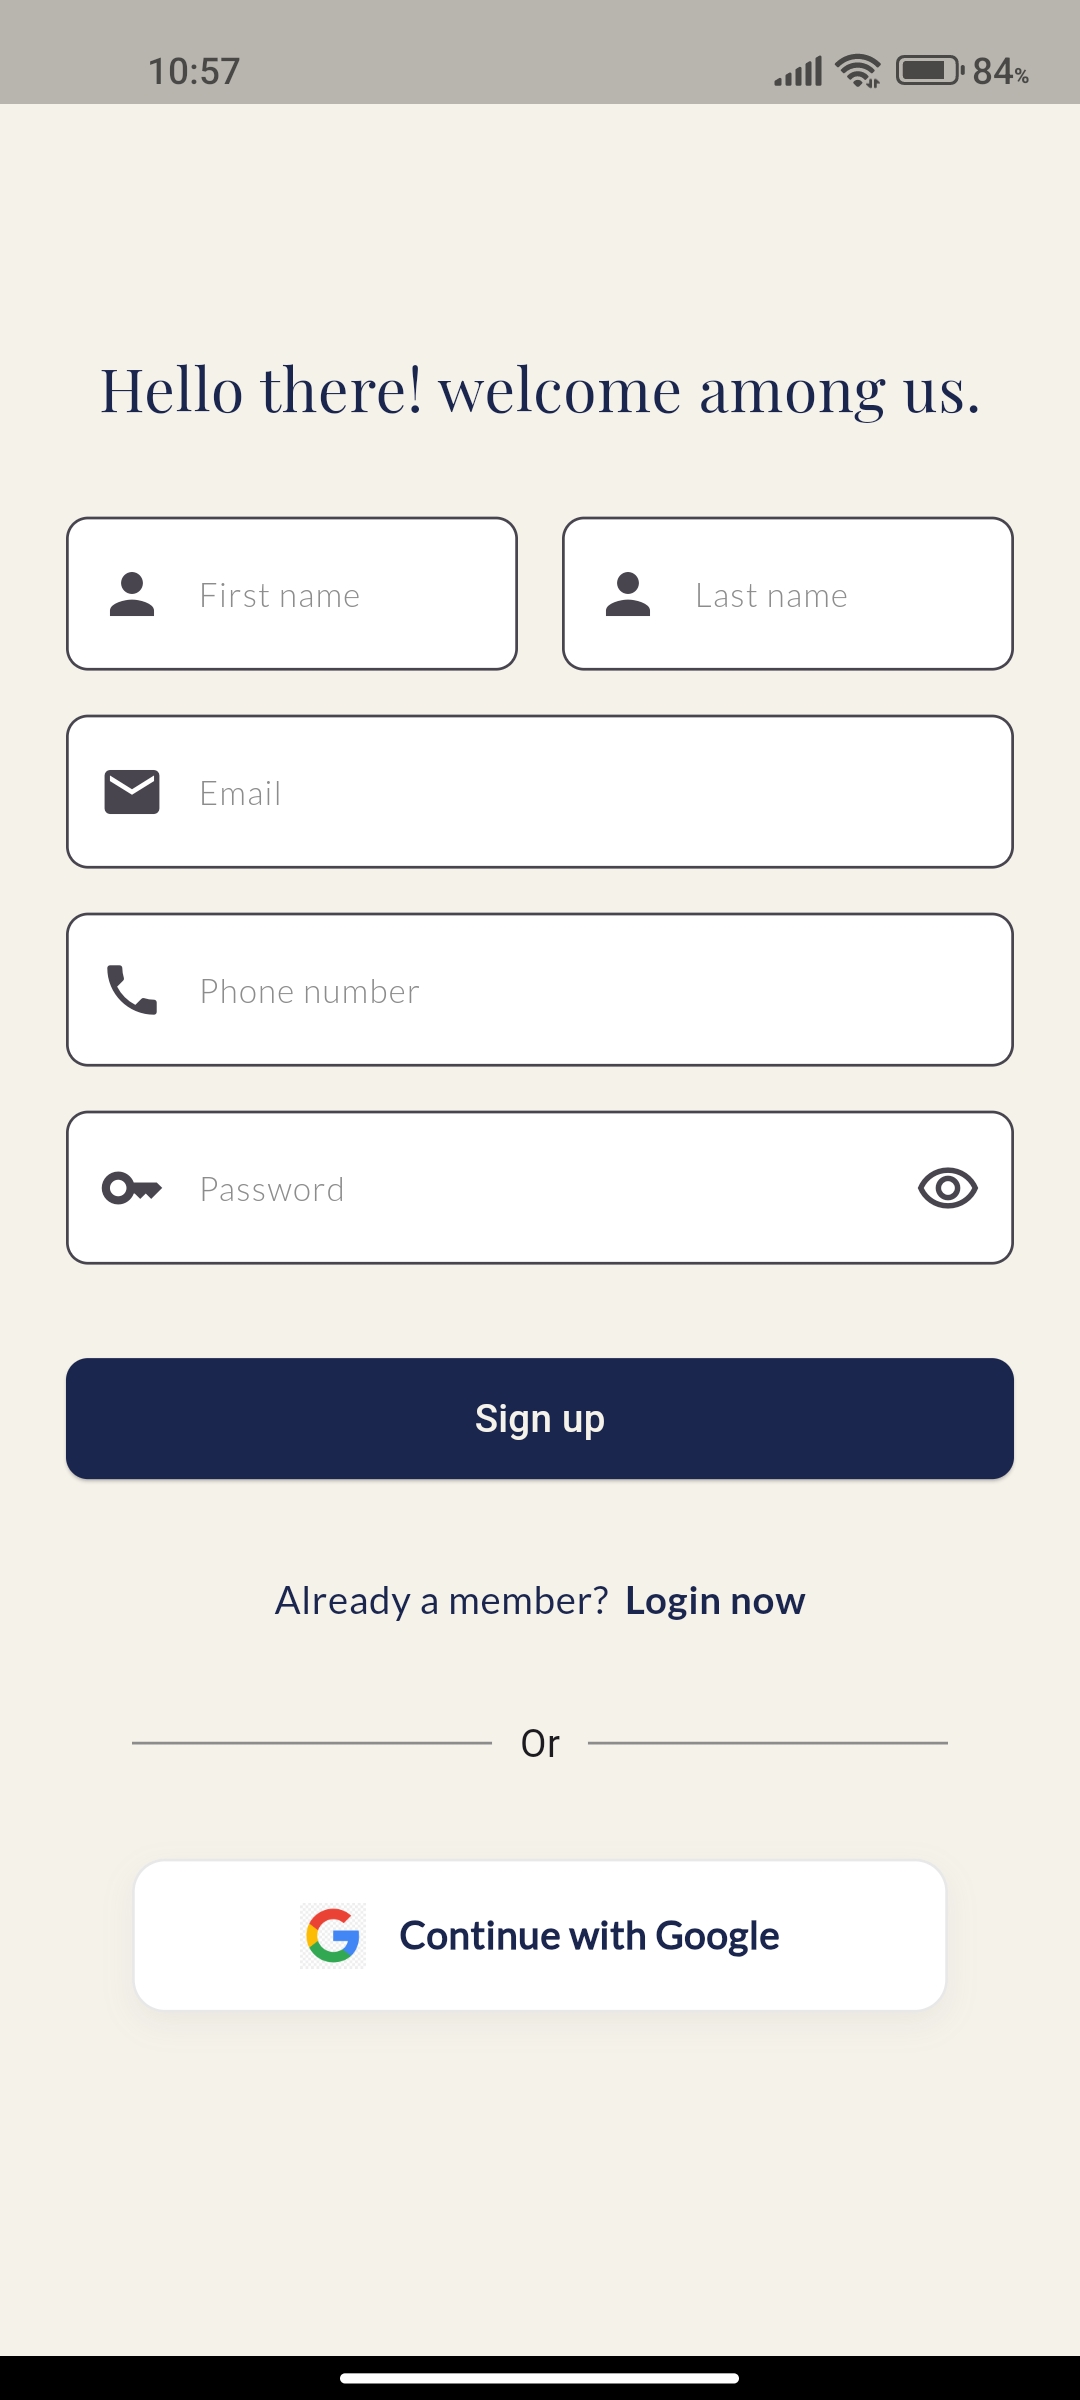 10:57 84%
Hello there! welcome among us.
First name Last name
Email
Phone number
Password
Sign up
Already a member? Login now
Or
Continue with Google